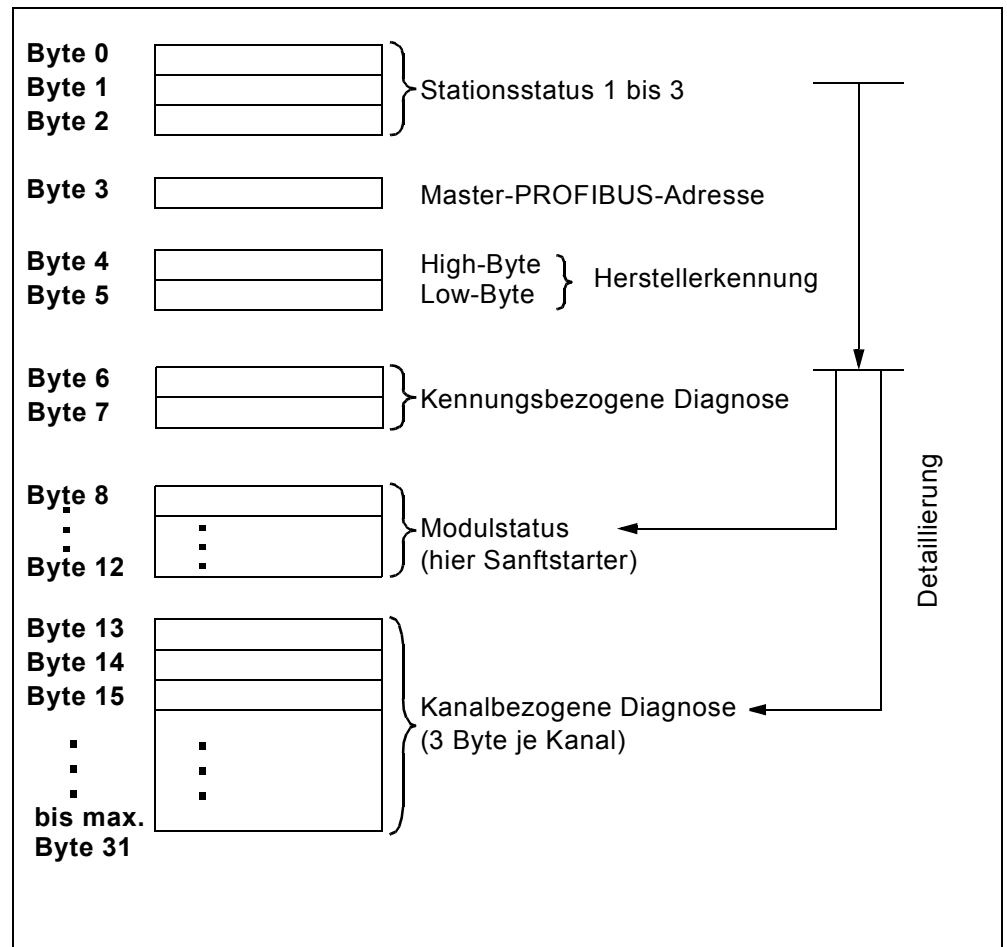 Byte 0
Byte 1
Byte 2
Stationsstatus 1 bis 3
Byte 3
Master-PROFIBUS-Adresse
Byte 4
Byte 5
High-Byte
Low-Byte
Herstellerkennung
Byte 6
Byte 7
Kennungsbezogene Diagnose
Byte 8
Byte 12
Modulstatus
(hier Sanftstarter)
Byte 13
Byte 14
Byte 15
Kanalbezogene Diagnose
(3 Byte je Kanal)
bis max.
Byte 31
Detaillierung